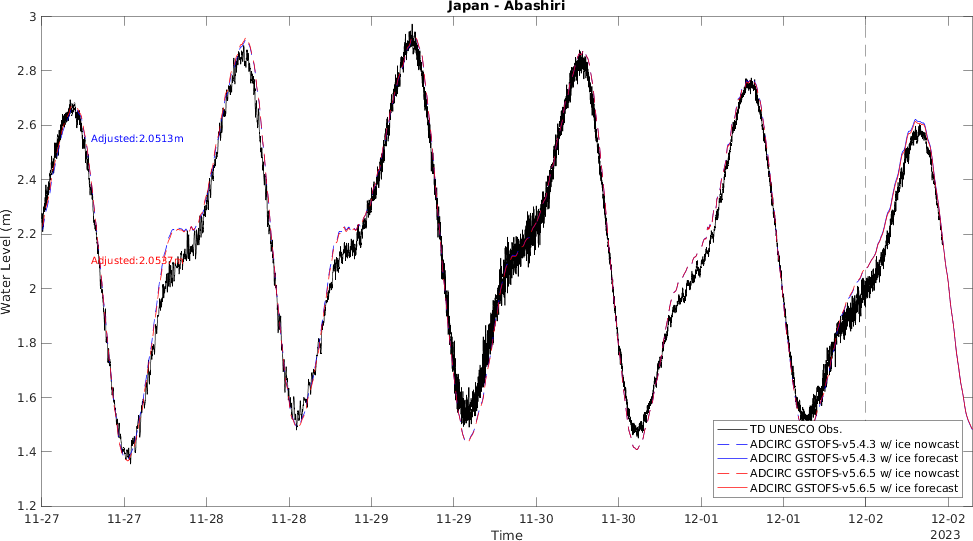 Japan - Abashiri
3
2.8
2.6
2.4
2.2
2
1.8
1.6
1.4
1.2
Water Level (m)
Adjusted:2.0513m
Adjusted:2.0537m
TD UNESCO Obs.
ADCIRC GSTOFS-v5.4.3 w/ ice nowcast
ADCIRC GSTOFS-v5.4.3 w/ ice forecast
ADCIRC GSTOFS-v5.6.5 w/ ice nowcast
ADCIRC GSTOFS-v5.6.5 w/ ice forecast
11-27 11-27 11-28 11-28 11-29 11-29 11-30 11-30 12-01 12-01 12-02 12-02
2023
Time